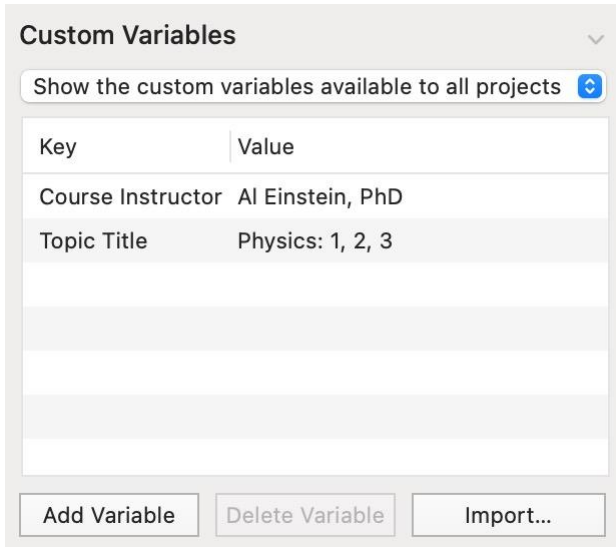 Custom Variables
Show the custom variables available to all projects
Key Value
Course Instructor Al Einstein, PhD
Topic Title Physics: 1, 2, 3
Add Variable Delete Variable Import...